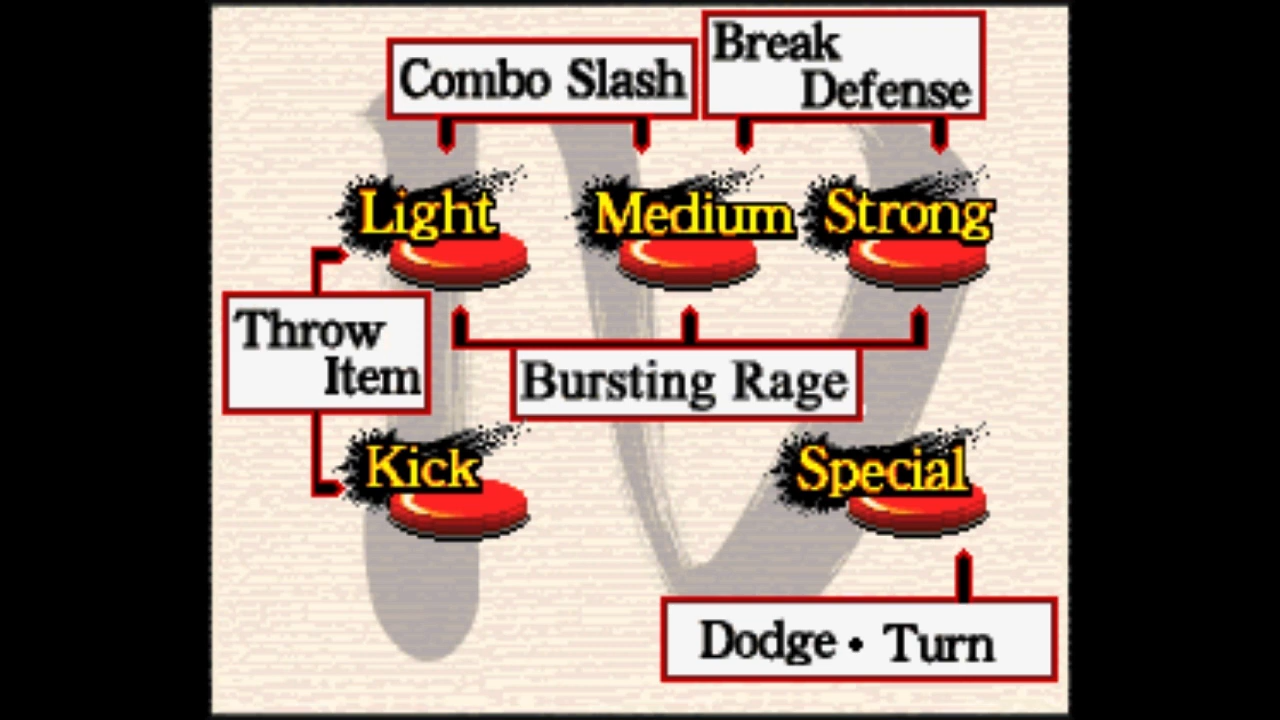 Combo Slash
Break
Defense
Light
Medium
Strong
Throw
Item
Bursting Rage
Kick
Special
Dodge • Turn